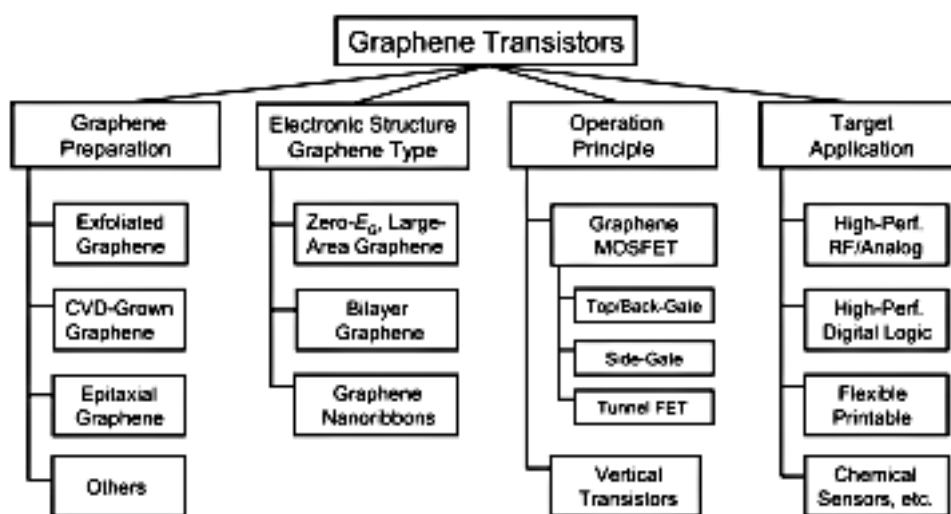 Graphene Transistors
Graphene
Preparation
Exfoliated
Graphene
CVD-Grown
Graphene
Epitaxial
Graphene
Others
Electronic Structure
Graphene Type
Zero-E_G, Large-
Area Graphene
Bilayer
Graphene
Graphene
Nanoribbons
Operation
Principle
Graphene
MOSFET
Top/Back-Gate
Side-Gate
Tunnel FET
Vertical
Transistors
Target
Application
High-Perf.
RF/Analog
High-Perf.
Digital Logic
Flexible
Printable
Chemical
Sensors, etc.